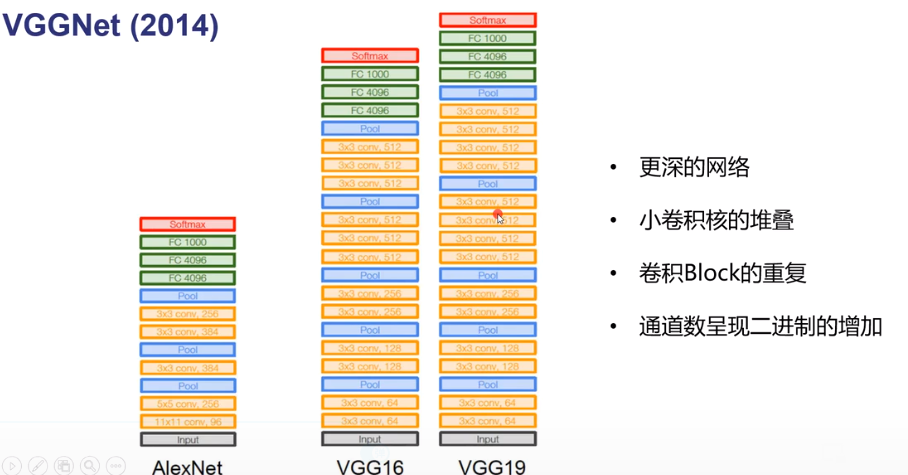 VGGNet (2014)
Softmax
FC 1000
FC 4096
FC 4096
Pool
3x3 conv, 256
3x3 conv, 384
Pool
3x3 conv, 384
Pool
5x5 conv, 256
11x11 conv, 96
Input
AlexNet
Softmax
FC 1000
FC 4096
FC 4096
Pool
3x3 conv, 512
3x3 conv, 512
3x3 conv, 512
Pool
3x3 conv, 512
3x3 conv, 512
3x3 conv, 512
Pool
3x3 conv, 256
3x3 conv, 256
Pool
3x3 conv, 128
3x3 conv, 128
Pool
3x3 conv, 64
3x3 conv, 64
Input
VGG16
Softmax
FC 1000
FC 4096
FC 4096
Pool
3x3 conv, 512
3x3 conv, 512
3x3 conv, 512
3x3 conv, 512
Pool
3x3 conv, 512
3x3 conv, 512
3x3 conv, 512
3x3 conv, 512
Pool
3x3 conv, 256
3x3 conv, 256
Pool
3x3 conv, 128
3x3 conv, 128
Pool
3x3 conv, 64
3x3 conv, 64
Input
VGG19
• 更深的网络
• 小卷积核的堆叠
• 卷积Block的重复
• 通道数呈现二进制的增加